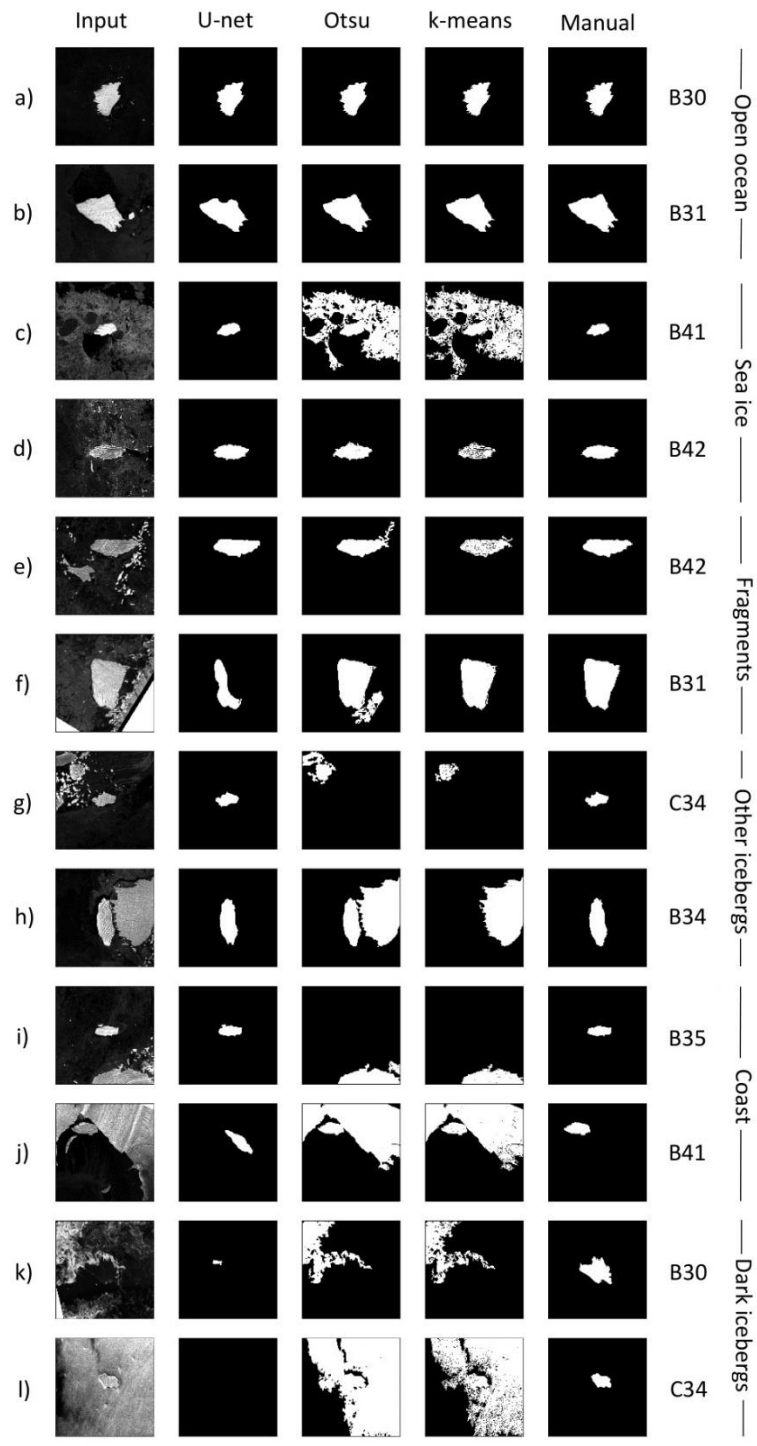 Input U-net Otsu k-means Manual
a) B30
b) B31
Open ocean
c) B41
d) B42
Sea ice
e) B42
f) B31
Fragments
g) C34
h) B34
Other icebergs
i) B35
j) B41
Coast
k) B30
l) C34
Dark icebergs